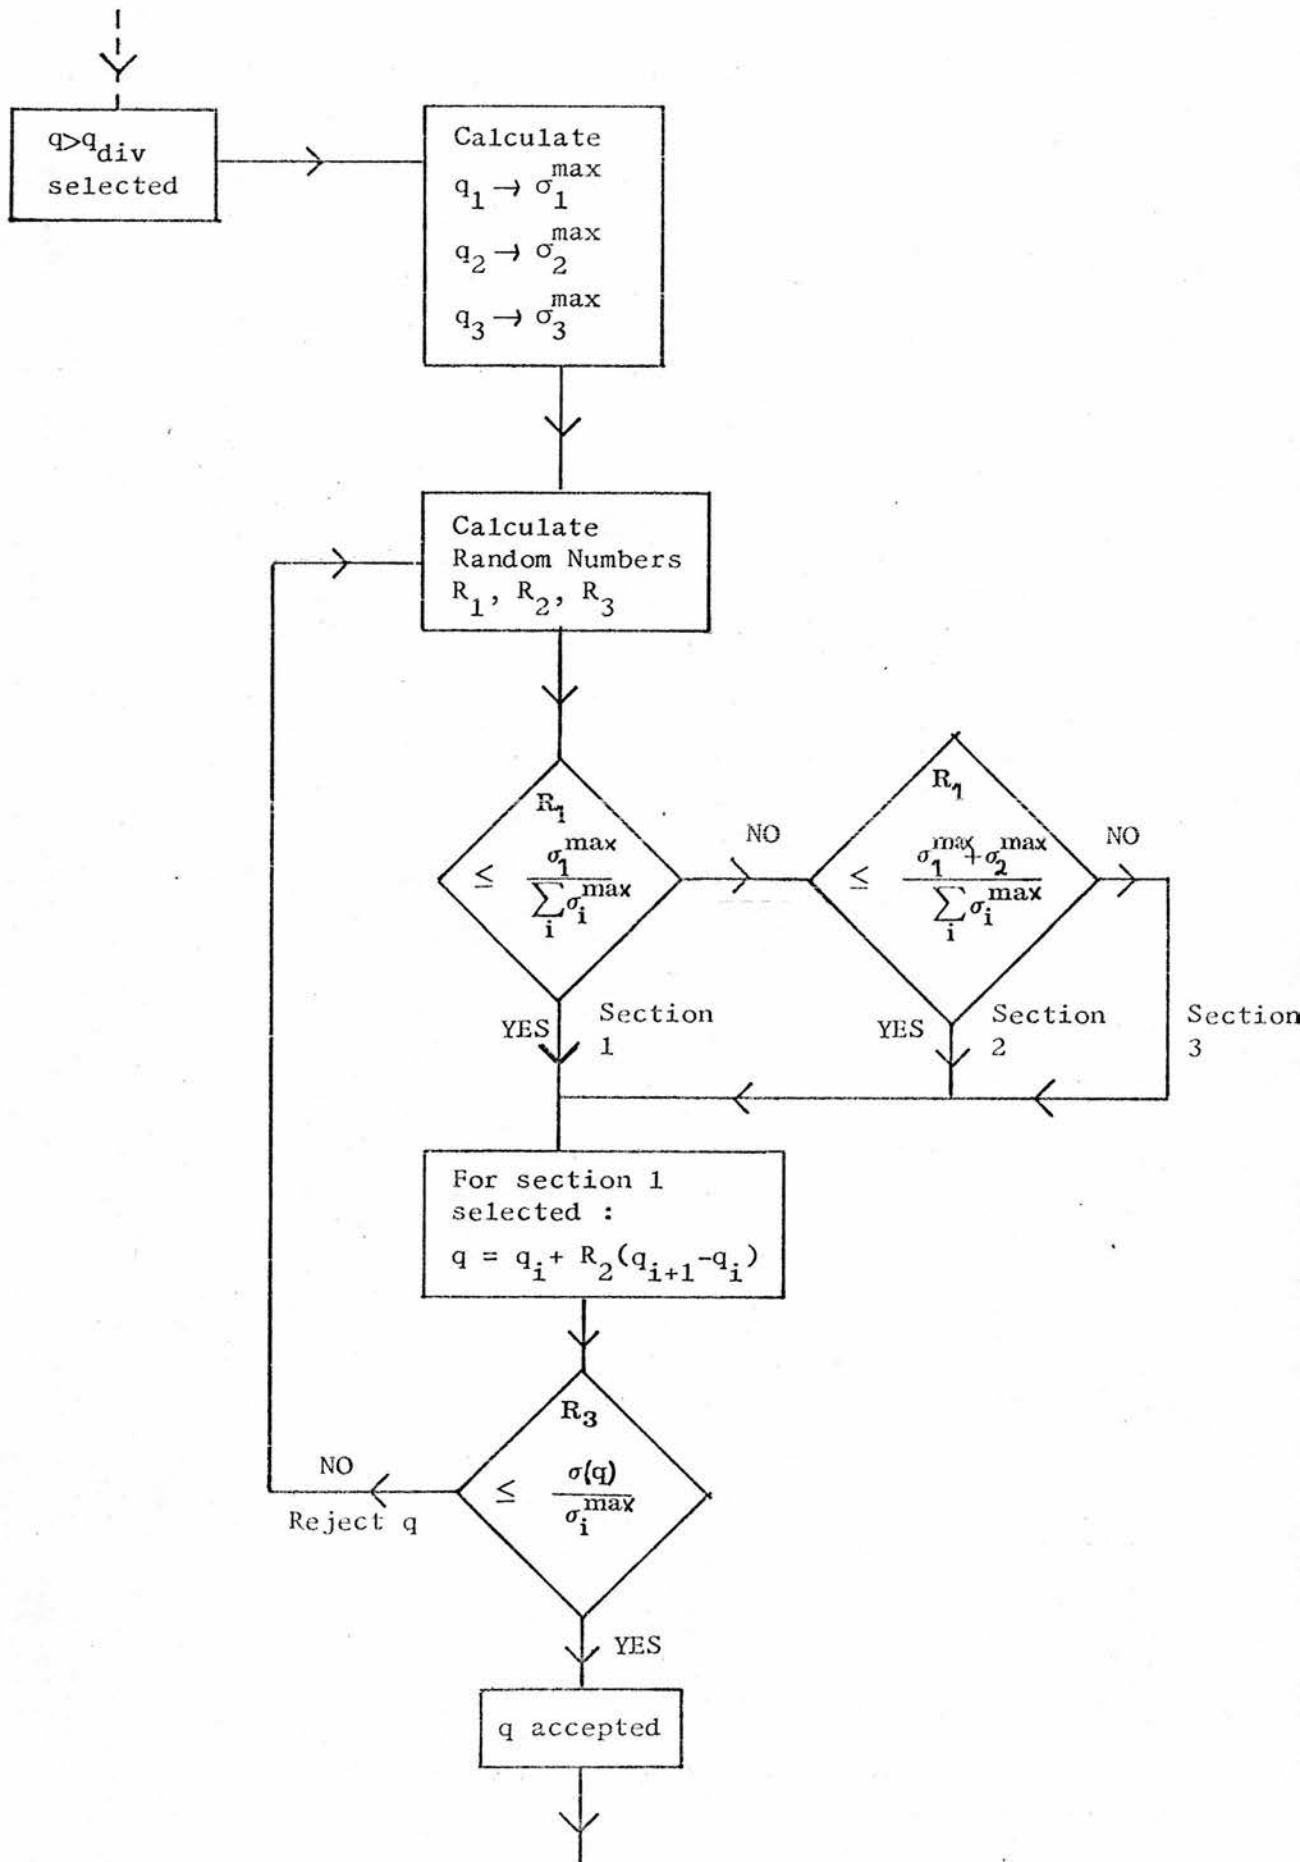 q>q_div
selected
Calculate
q_1 → σ_1^max
q_2 → σ_2^max
q_3 → σ_3^max
Calculate
Random Numbers
R_1, R_2, R_3
R_1
≤ σ_1^max / ∑_i σ_i^max
NO
R_1
≤ σ_1^max + σ_2^max / ∑_i σ_i^max
NO
YES
Section
1
YES
Section
2
Section
3
For section 1
selected :
q = q_i + R_2(q_{i+1}-q_i)
R_3
≤ σ(q) / σ_i^max
NO
Reject q
YES
q accepted